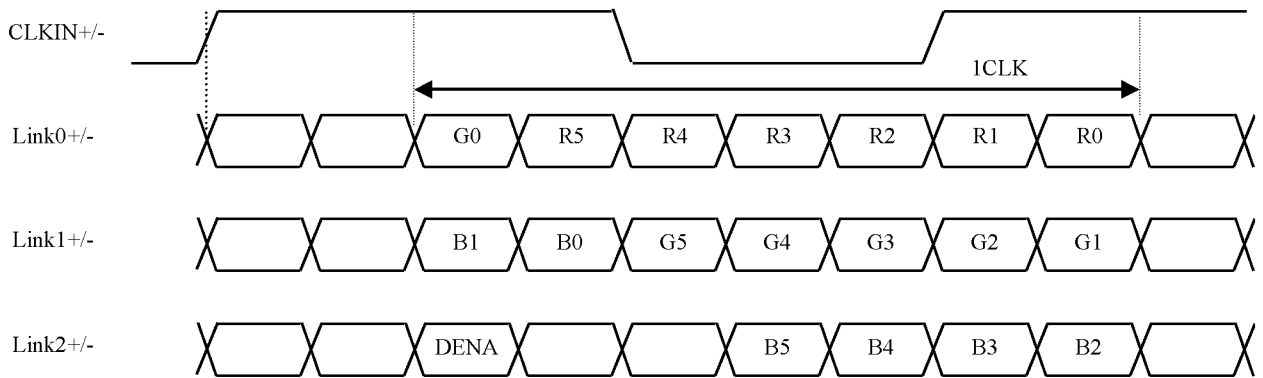 CLKIN+/-
1CLK
Link0+/- G0 R5 R4 R3 R2 R1 R0
Link1+/- B1 B0 G5 G4 G3 G2 G1
Link2+/- DENA B5 B4 B3 B2